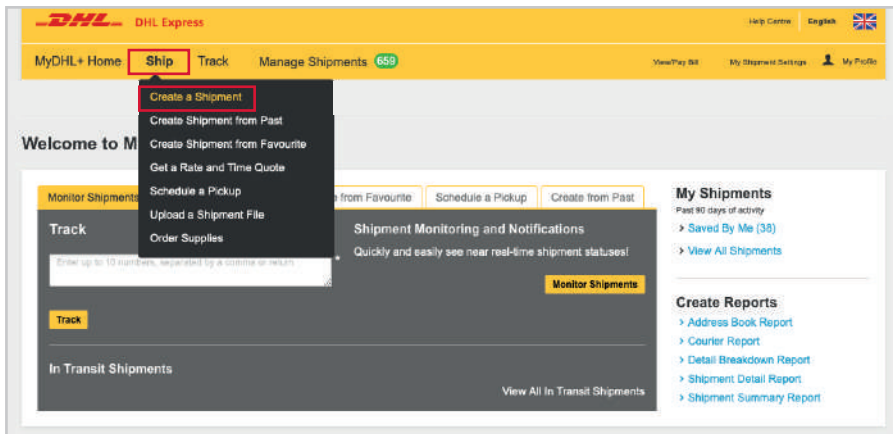 DHL DHL Express
Help Centre English
MyDHL+ Home Ship Track Manage Shipments 659
View/Pay Bill My Shipment Settings My Profile
Create a Shipment
Create Shipment from Past
Create Shipment from Favourite
Get a Rate and Time Quote
Schedule a Pickup
Upload a Shipment File
Order Supplies
Welcome to M
Monitor Shipments
e from Favourite
Schedule a Pickup
Create from Past
Track
Enter up to 10 numbers, separated by a comma or return
Track
Shipment Monitoring and Notifications
Quickly and easily see near real-time shipment statuses!
Monitor Shipments
In Transit Shipments
View All In Transit Shipments
My Shipments
Past 90 days of activity
> Saved By Me (38)
> View All Shipments
Create Reports
> Address Book Report
> Courier Report
> Detail Breakdown Report
> Shipment Detail Report
> Shipment Summary Report